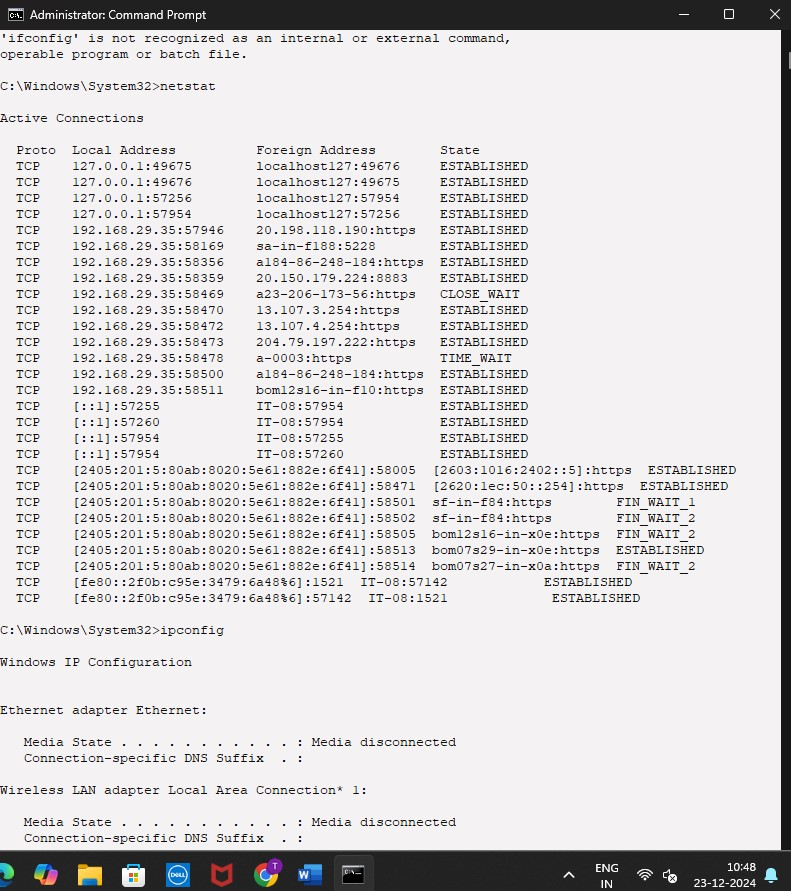 Administrator: Command Prompt
'ifconfig' is not recognized as an internal or external command,
operable program or batch file.
C:\Windows\System32>netstat
Active Connections
Proto  Local Address          Foreign Address        State
TCP    127.0.0.1:49675        localhost127:49676     ESTABLISHED
TCP    127.0.0.1:49676        localhost127:49675     ESTABLISHED
TCP    127.0.0.1:57256        localhost127:57954     ESTABLISHED
TCP    127.0.0.1:57954        localhost127:57256     ESTABLISHED
TCP    192.168.29.35:57946    20.198.118.190:https   ESTABLISHED
TCP    192.168.29.35:58169    sa-in-f188:5228        ESTABLISHED
TCP    192.168.29.35:58356    a184-86-248-184:https  ESTABLISHED
TCP    192.168.29.35:58359    20.150.179.224:8883    ESTABLISHED
TCP    192.168.29.35:58469    a23-206-173-56:https   CLOSE_WAIT
TCP    192.168.29.35:58470    13.107.3.254:https     ESTABLISHED
TCP    192.168.29.35:58472    13.107.4.254:https     ESTABLISHED
TCP    192.168.29.35:58473    204.79.197.222:https   ESTABLISHED
TCP    192.168.29.35:58478    a-0003:https           TIME_WAIT
TCP    192.168.29.35:58500    a184-86-248-184:https  ESTABLISHED
TCP    192.168.29.35:58511    bom12s16-in-f10:https  ESTABLISHED
TCP    [::1]:57255            IT-08:57954            ESTABLISHED
TCP    [::1]:57260            IT-08:57954            ESTABLISHED
TCP    [::1]:57954            IT-08:57255            ESTABLISHED
TCP    [::1]:57954            IT-08:57260            ESTABLISHED
TCP    [2405:201:5:80ab:8020:5e61:882e:6f41]:58005  [2603:1016:2402::5]:https  ESTABLISHED
TCP    [2405:201:5:80ab:8020:5e61:882e:6f41]:58471  [2620:1ec:50::254]:https  ESTABLISHED
TCP    [2405:201:5:80ab:8020:5e61:882e:6f41]:58501  sf-in-f84:https        FIN_WAIT_1
TCP    [2405:201:5:80ab:8020:5e61:882e:6f41]:58502  sf-in-f84:https        FIN_WAIT_2
TCP    [2405:201:5:80ab:8020:5e61:882e:6f41]:58505  bom12s16-in-x0e:https  FIN_WAIT_2
TCP    [2405:201:5:80ab:8020:5e61:882e:6f41]:58513  bom07s29-in-x0e:https  ESTABLISHED
TCP    [2405:201:5:80ab:8020:5e61:882e:6f41]:58514  bom07s27-in-x0a:https  FIN_WAIT_2
TCP    [fe80::2f0b:c95e:3479:6a48%6]:1521  IT-08:57142            ESTABLISHED
TCP    [fe80::2f0b:c95e:3479:6a48%6]:57142  IT-08:1521             ESTABLISHED
C:\Windows\System32>ipconfig
Windows IP Configuration
Ethernet adapter Ethernet:
Media State . . . . . . . . . . . : Media disconnected
Connection-specific DNS Suffix  . :
Wireless LAN adapter Local Area Connection* 1:
Media State . . . . . . . . . . . : Media disconnected
Connection-specific DNS Suffix  . :
DELL
T
W
ENG
IN
10:48
23-12-2024